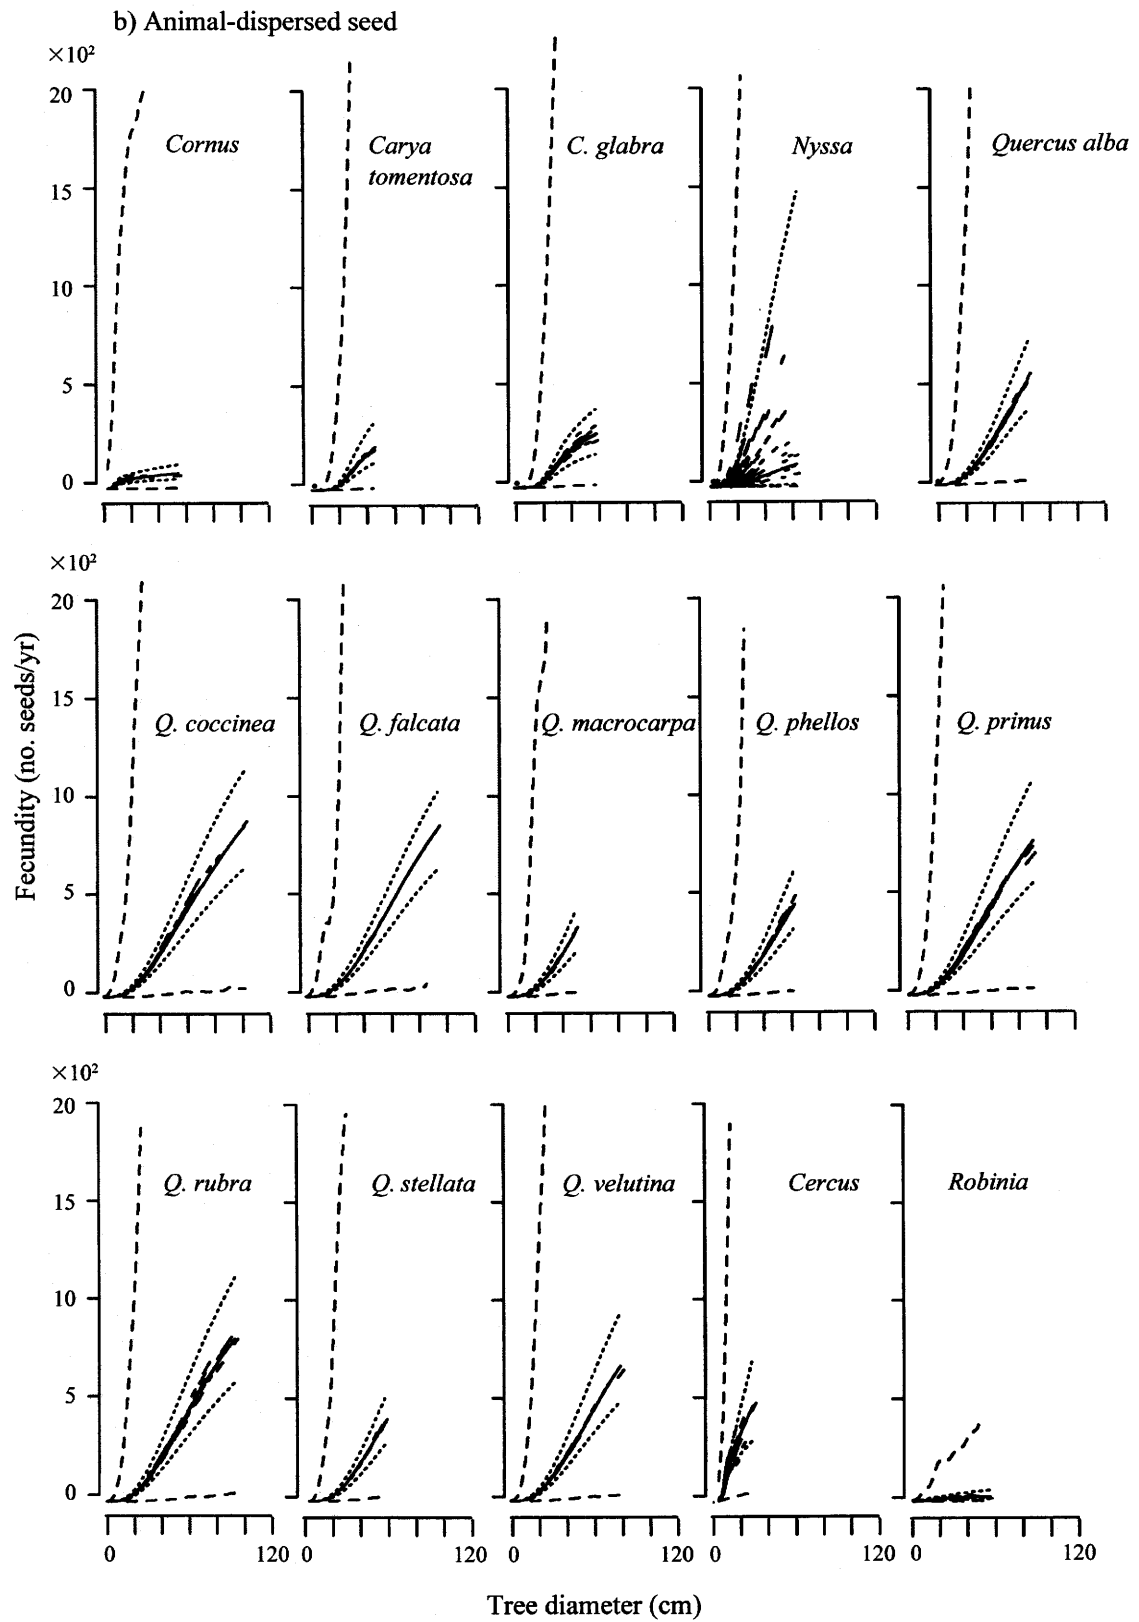 b) Animal-dispersed seed
×10²
20
15
10
5
0
Cornus
Carya
tomentosa
C. glabra
Nyssa
Quercus alba
×10²
20
15
10
5
0
Q. coccinea
Q. falcata
Q. macrocarpa
Q. phellos
Q. prinus
Fecundity (no. seeds/yr)
×10²
20
15
10
5
0
Q. rubra
Q. stellata
Q. velutina
Cercus
Robinia
0 120 0 120 0 120 0 120 0 120
Tree diameter (cm)